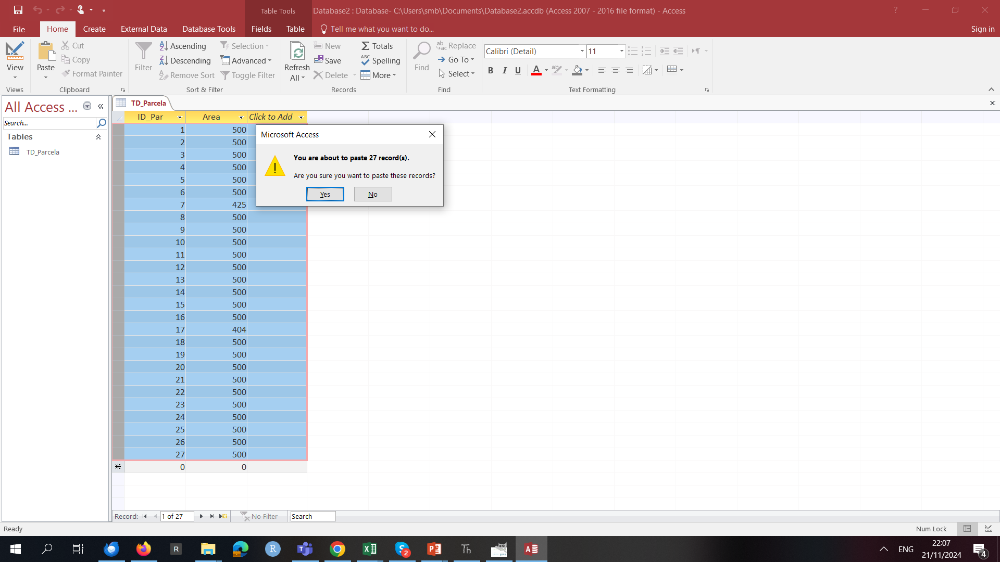 Table Tools
Database2 : Database- C:\Users\smb\Documents\Database2.accdb (Access 2007 - 2016 file format) - Access
?
File
Home
Create
External Data
Database Tools
Fields
Table
Tell me what you want to do...
Sign in
View
Paste
Cut
Copy
Format Painter
Filter
Ascending
Descending
Remove Sort
Selection
Advanced
Toggle Filter
Refresh
All
New
Save
Delete
Totals
Spelling
More
Find
Replace
Go To
Select
Calibri (Detail)
11
B I U A
Views
Clipboard
Sort & Filter
Records
Find
Text Formatting
All Access ...
Search...
Tables
TD_Parcela
TD_Parcela
ID_Par Area Click to Add
1 500
2 500
3 500
4 500
5 500
6 500
7 425
8 500
9 500
10 500
11 500
12 500
13 500
14 500
15 500
16 500
17 404
18 500
19 500
20 500
21 500
22 500
23 500
24 500
25 500
26 500
27 500
0 0
Microsoft Access
You are about to paste 27 record(s).
Are you sure you want to paste these records?
Yes
No
Record:
1 of 27
No Filter
Search
Ready
Num Lock
R
R
2
Th
ENG
22:07
21/11/2024
4